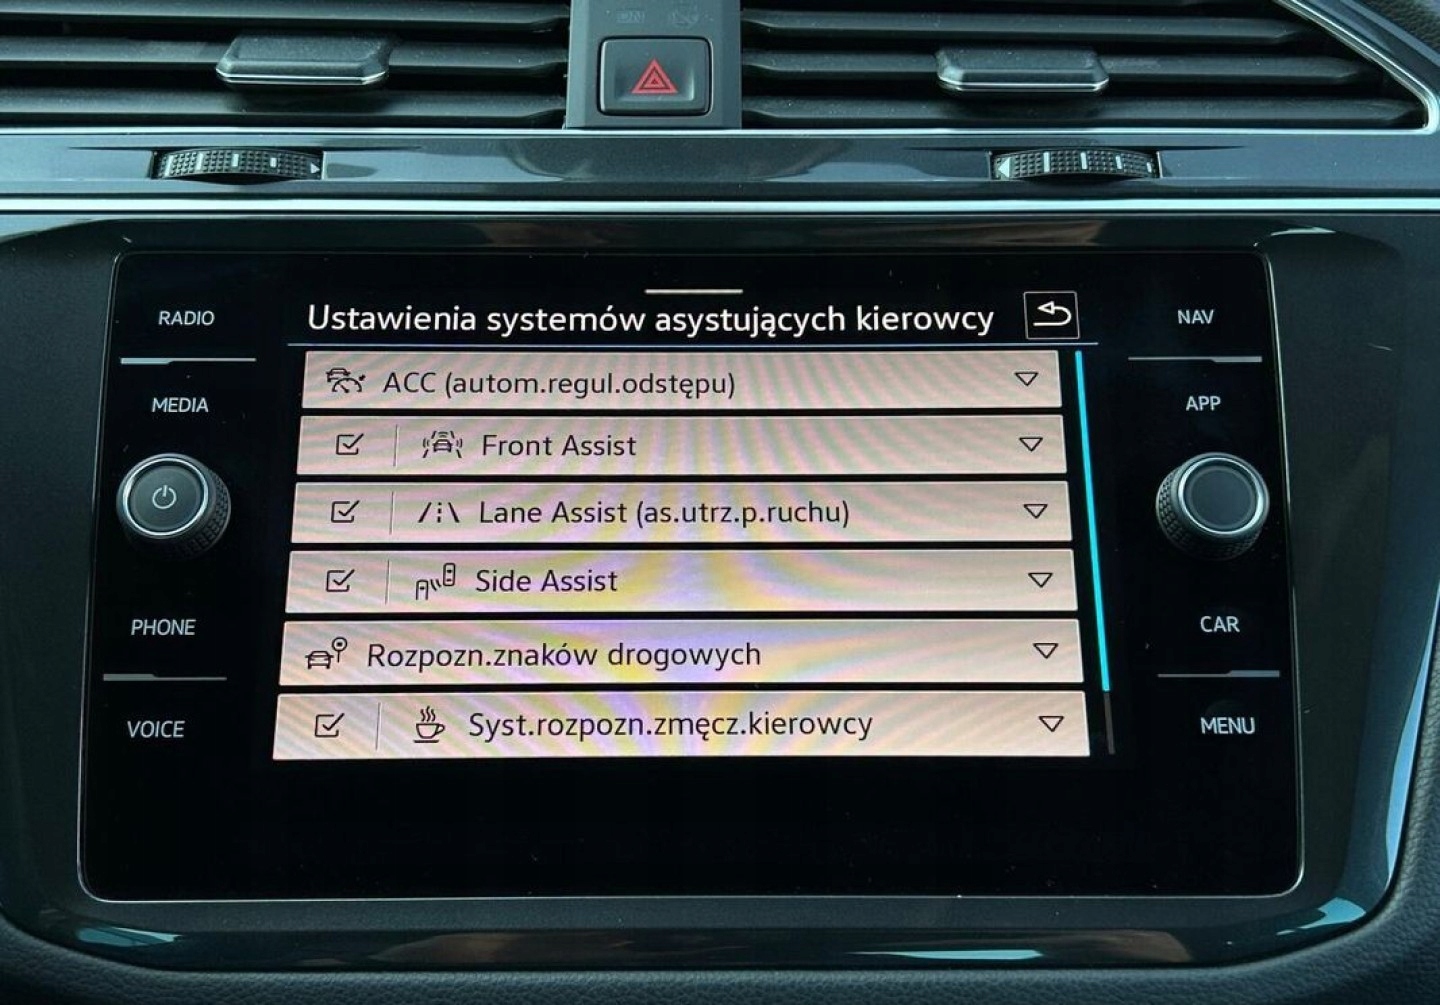 RADIO
MEDIA
PHONE
VOICE
Ustawienia systemów asystujących kierowcy
ACC (autom.regul.odstępu)
Front Assist
Lane Assist (as.utrz.p.ruchu)
Side Assist
Rozpozn.znaków drogowych
Syst.rozpozn.zmęcz.kierowcy
NAV
APP
CAR
MENU